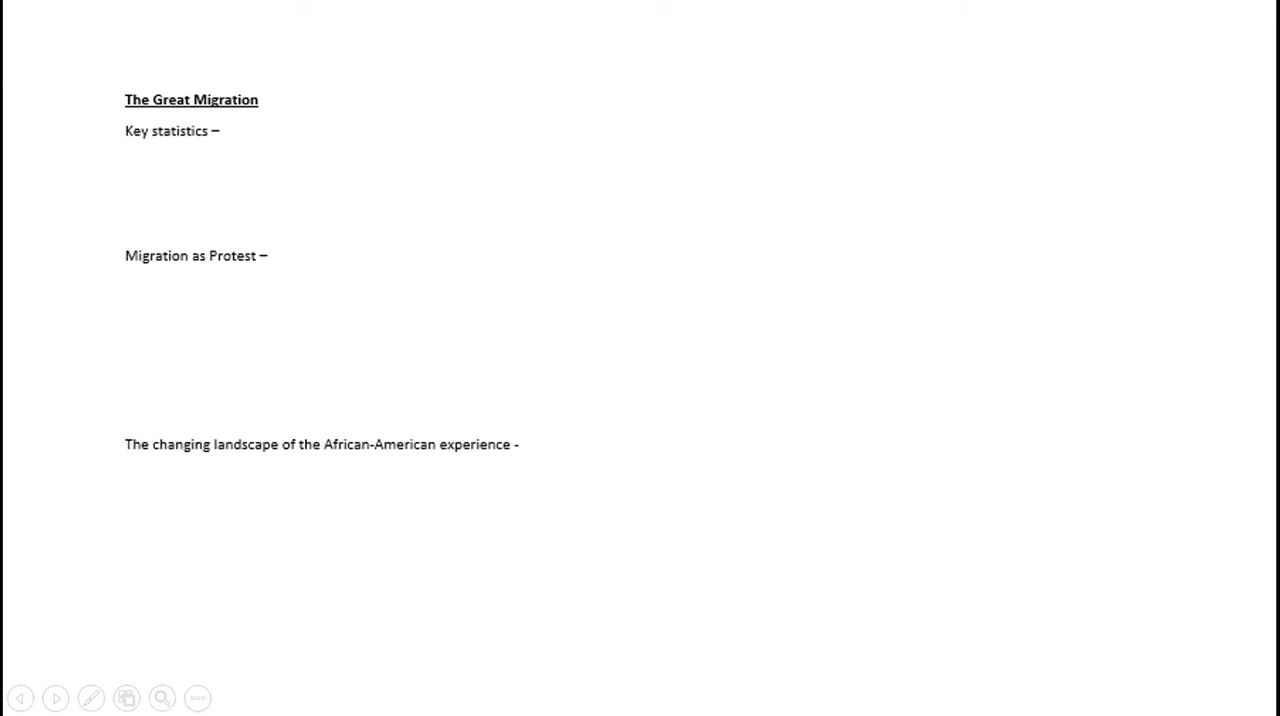 The Great Migration
Key statistics –
Migration as Protest –
The changing landscape of the African-American experience -